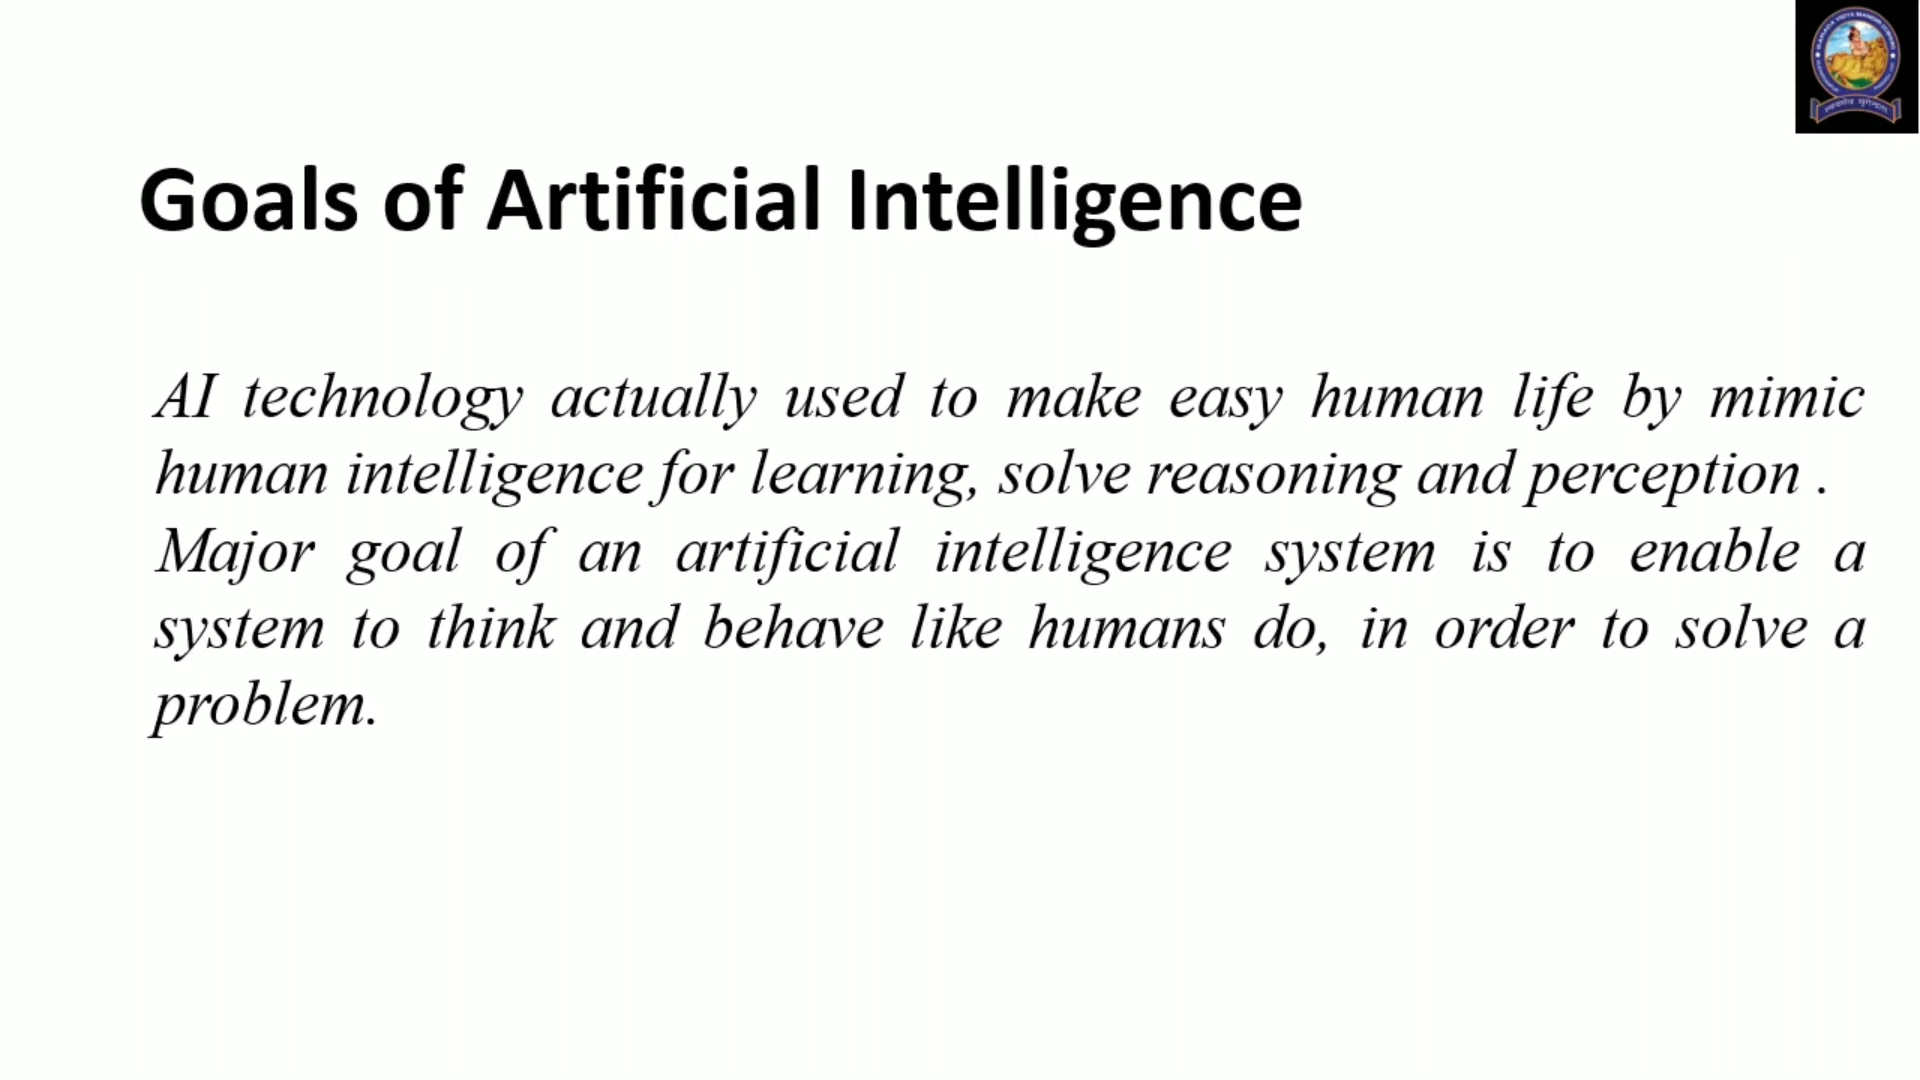 Goals of Artificial Intelligence
AI technology actually used to make easy human life by mimic
human intelligence for learning, solve reasoning and perception .
Major goal of an artificial intelligence system is to enable a
system to think and behave like humans do, in order to solve a
problem.